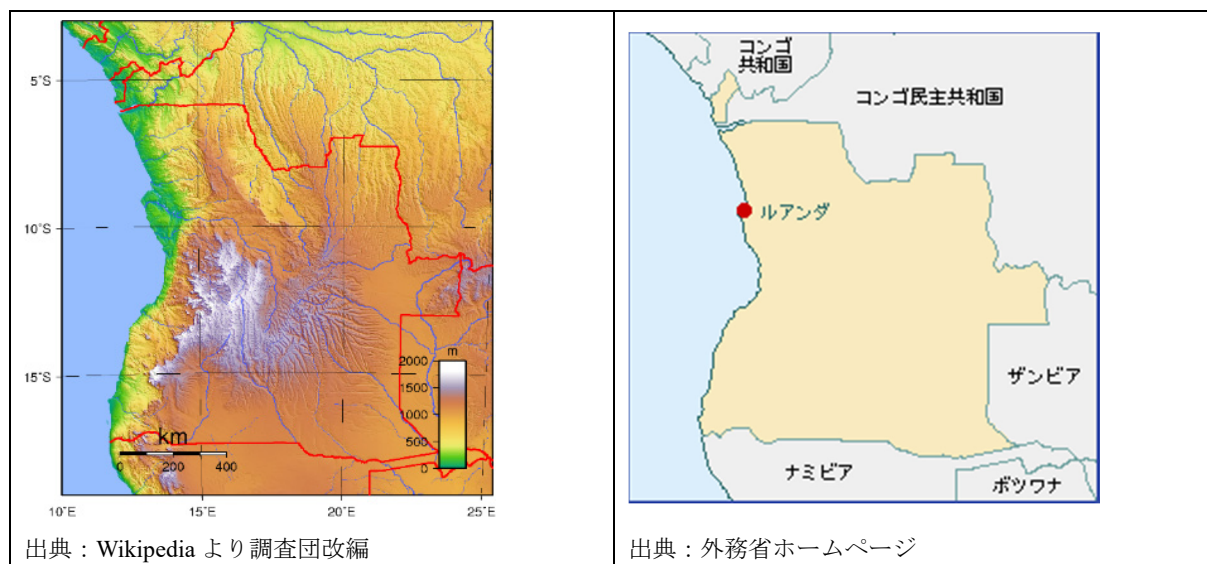 5°S
10°S
15°S
m
2000
1500
1000
500
0
km
0 200 400
10°E 15°E 20°E 25°E
出典：Wikipedia より調査団改編
コンゴ
共和国
コンゴ民主共和国
ルアンダ
ザンビア
ナミビア
ボツワナ
出典：外務省ホームページ